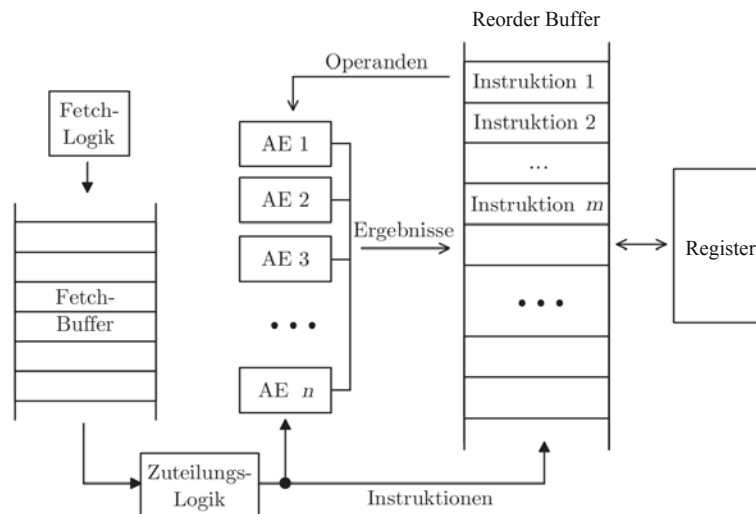 Reorder Buffer
Operanden
Instruktion 1
Fetch-
Logik
AE 1
Instruktion 2
...
AE 2
Instruktion m
Ergebnisse
AE 3
Register
Fetch-
Buffer
• • •
• • •
AE n
Zuteilungs-
Logik
Instruktionen